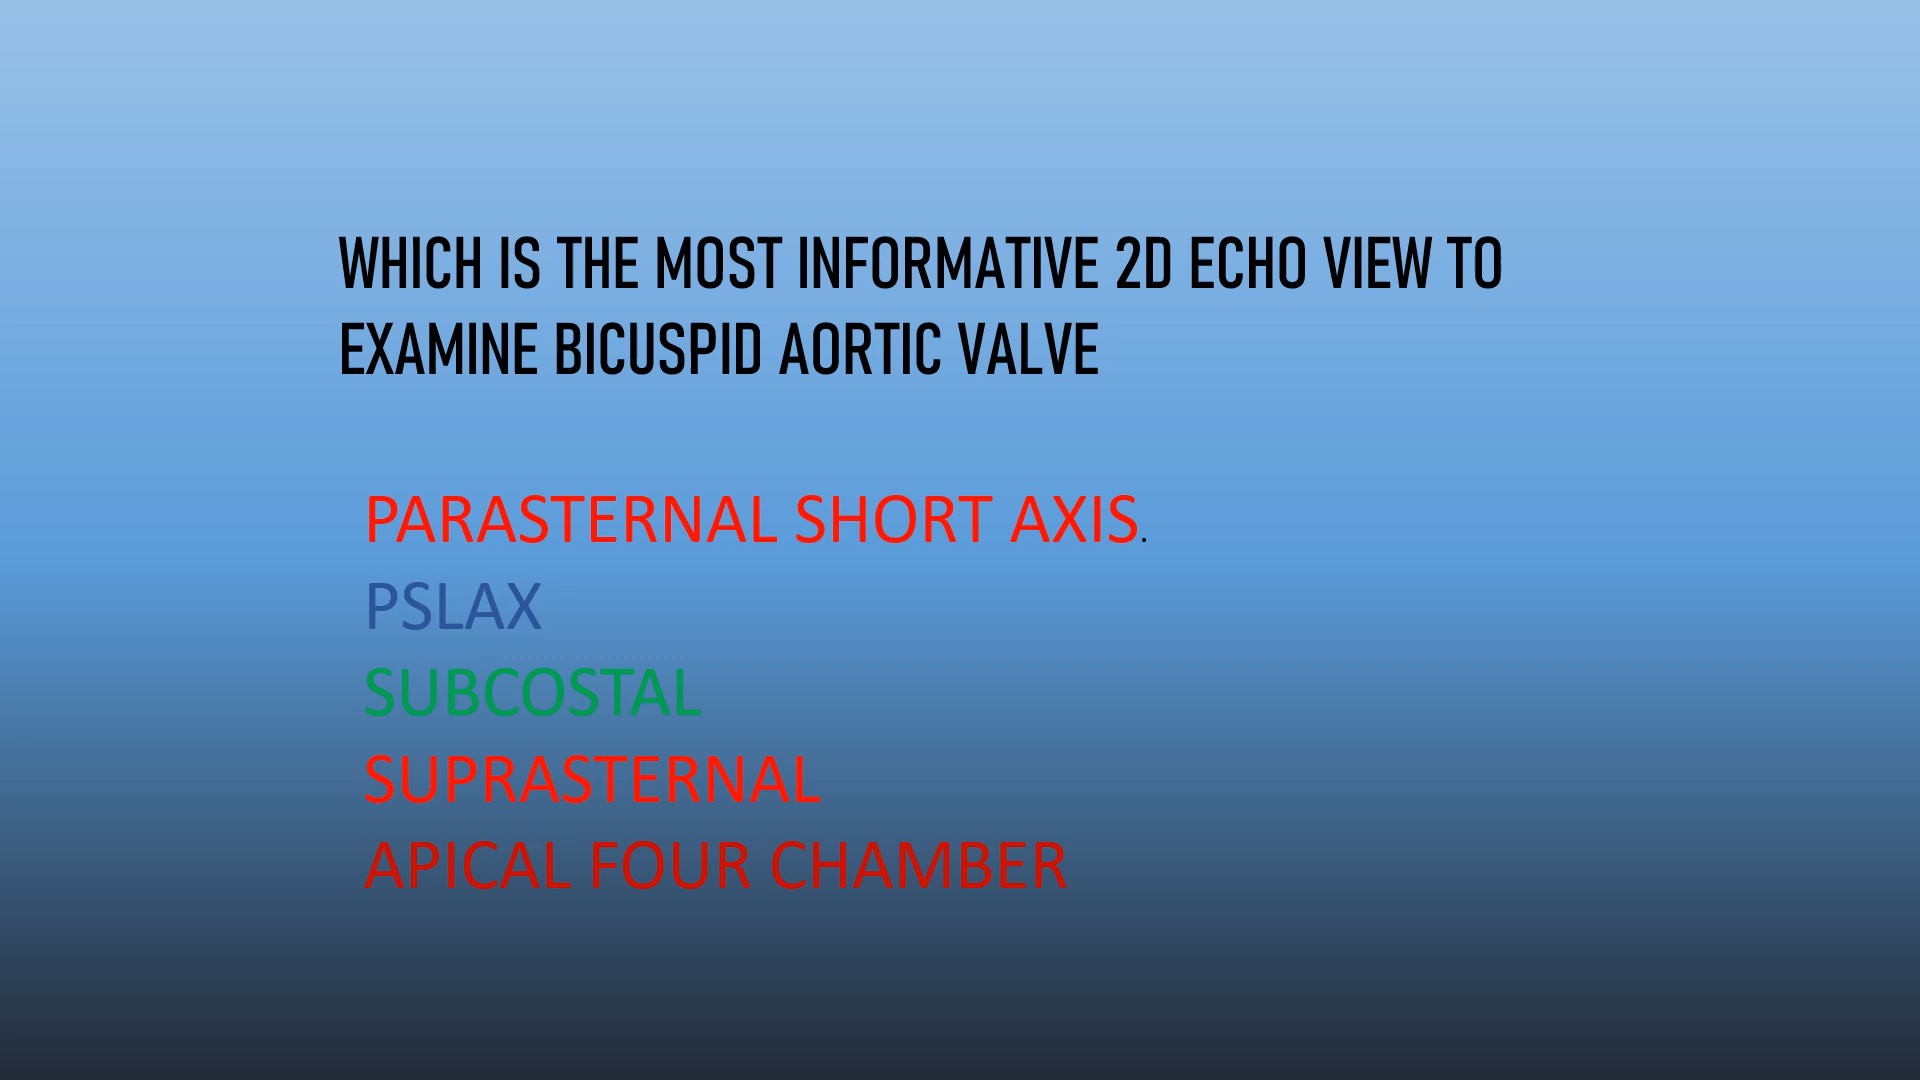 WHICH IS THE MOST INFORMATIVE 2D ECHO VIEW TO
EXAMINE BICUSPID AORTIC VALVE
PARASTERNAL SHORT AXIS.
PSLAX
SUBCOSTAL
SUPRASTERNAL
APICAL FOUR CHAMBER